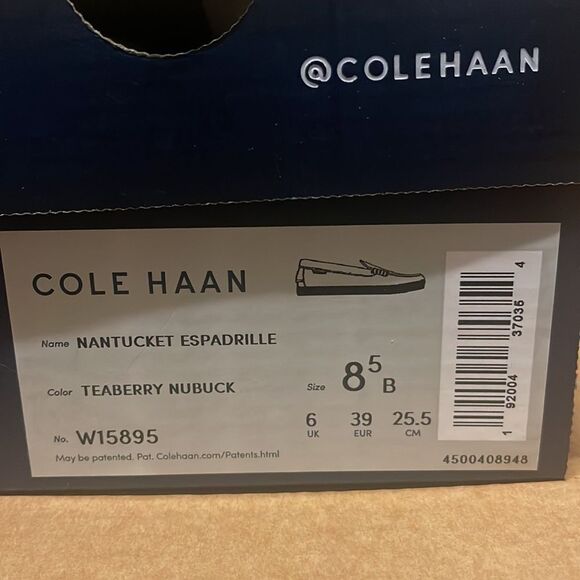 @COLEHAAN
COLE HAAN
Name NANTUCKET ESPADRILLE
Color TEABERRY NUBUCK
Size 8 5 B
6 39 25.5
UK EUR CM
No. W15895
May be patented. Pat. Colehaan.com/Patents.html
1 92004 37035 4
4500408948